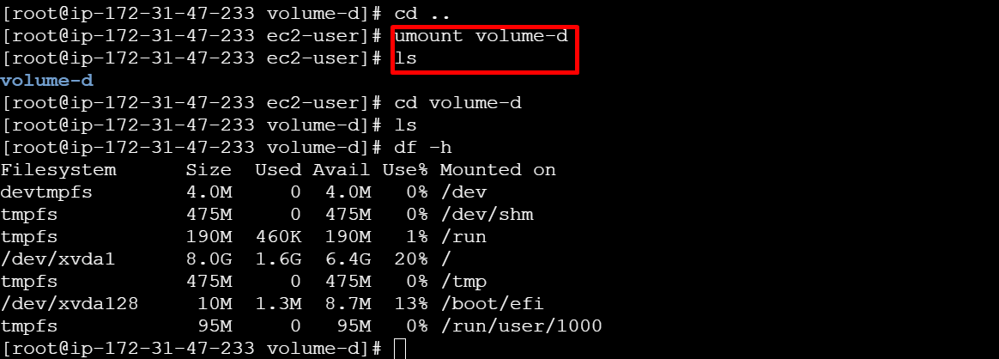 [root@ip-172-31-47-233 volume-d]# cd ..
[root@ip-172-31-47-233 ec2-user]# umount volume-d
[root@ip-172-31-47-233 ec2-user]# ls
volume-d
[root@ip-172-31-47-233 ec2-user]# cd volume-d
[root@ip-172-31-47-233 volume-d]# ls
[root@ip-172-31-47-233 volume-d]# df -h
Filesystem      Size  Used Avail Use% Mounted on
devtmpfs        4.0M     0  4.0M   0% /dev
tmpfs           475M     0  475M   0% /dev/shm
tmpfs           190M  460K  190M   1% /run
/dev/xvda1      8.0G  1.6G  6.4G  20% /
tmpfs           475M     0  475M   0% /tmp
/dev/xvda128     10M  1.3M  8.7M  13% /boot/efi
tmpfs            95M     0   95M   0% /run/user/1000
[root@ip-172-31-47-233 volume-d]#